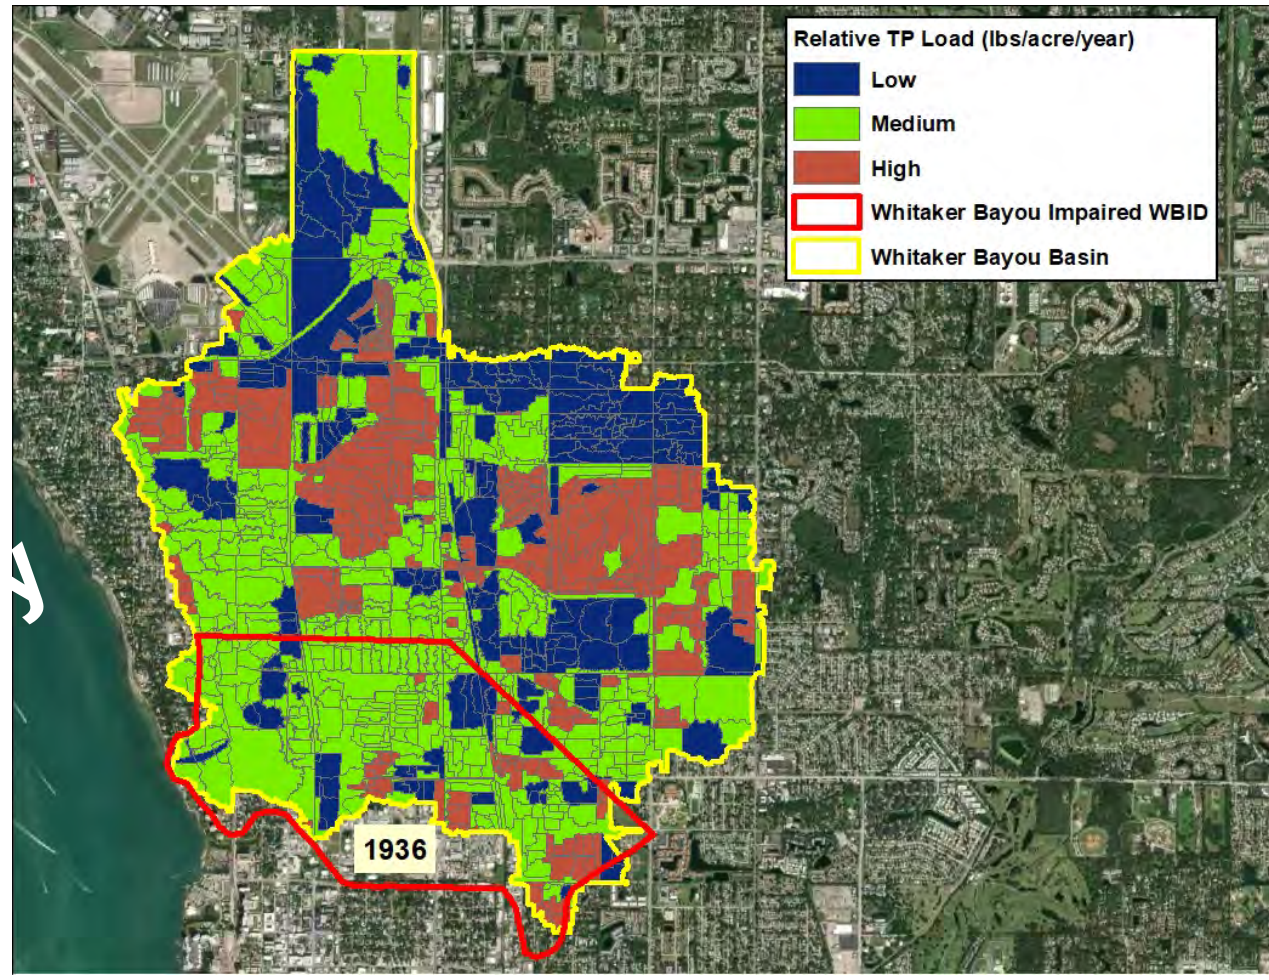 Relative TP Load (lbs/acre/year)
Low
Medium
High
Whitaker Bayou Impaired WBID
Whitaker Bayou Basin
y
1936